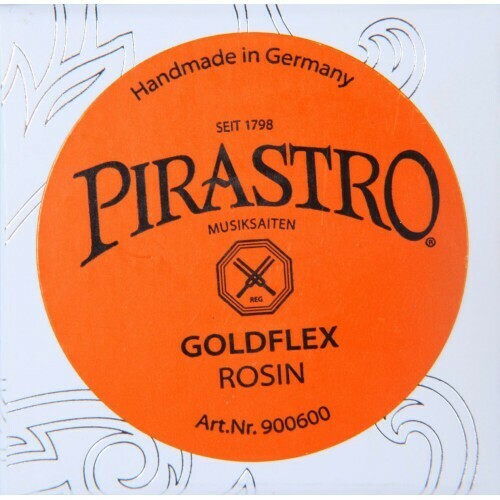 Handmade in Germany
SEIT 1798
PIRASTRO®
MUSIKSAITEN
REG
GOLDFLEX
ROSIN
Art.Nr. 900600